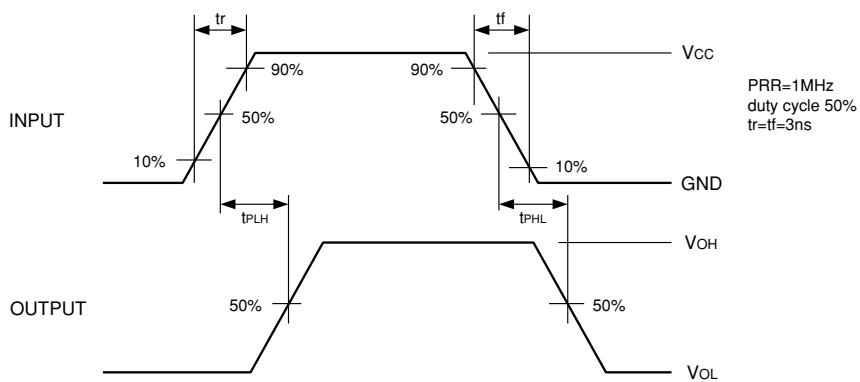 tr
tf
VCC
90%
90%
PRR=1MHz
duty cycle 50%
tr=tf=3ns
INPUT
50%
50%
10%
10%
GND
tPLH
tPHL
VOH
OUTPUT
50%
50%
VOL